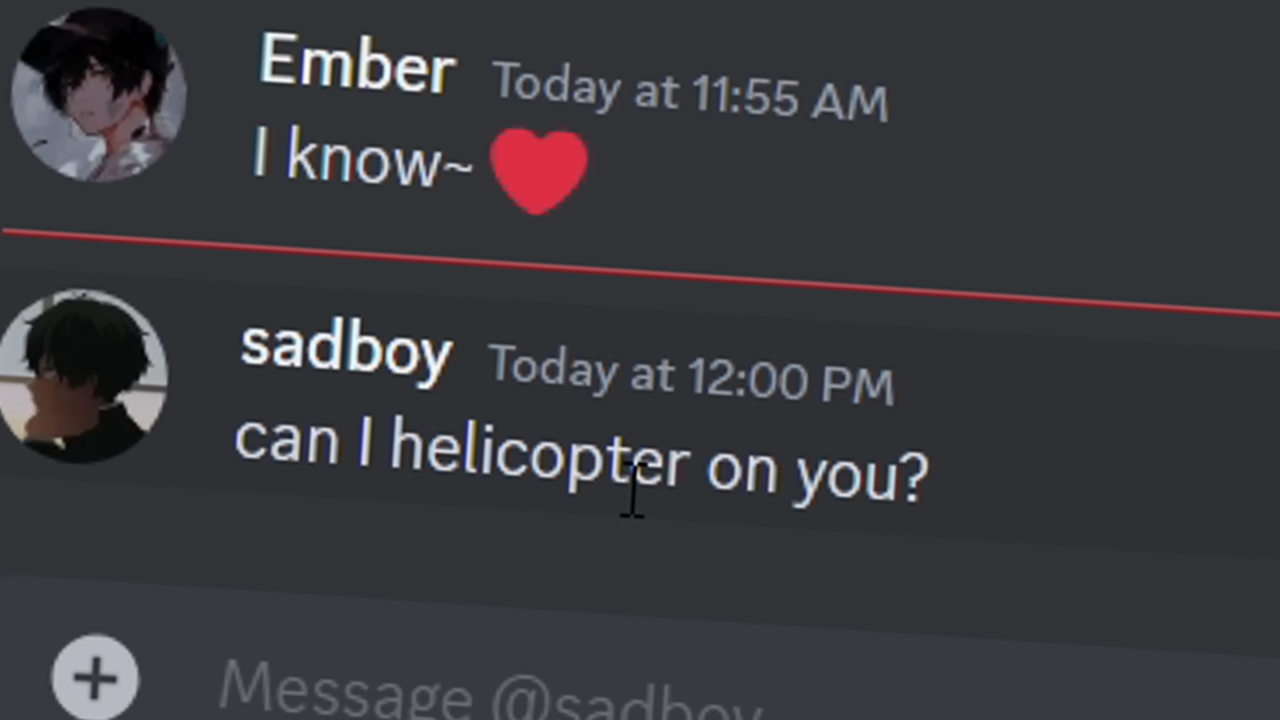 Ember Today at 11:55 AM
I know~ ❤
sadboy Today at 12:00 PM
can I helicopter on you?
Message @sadboy